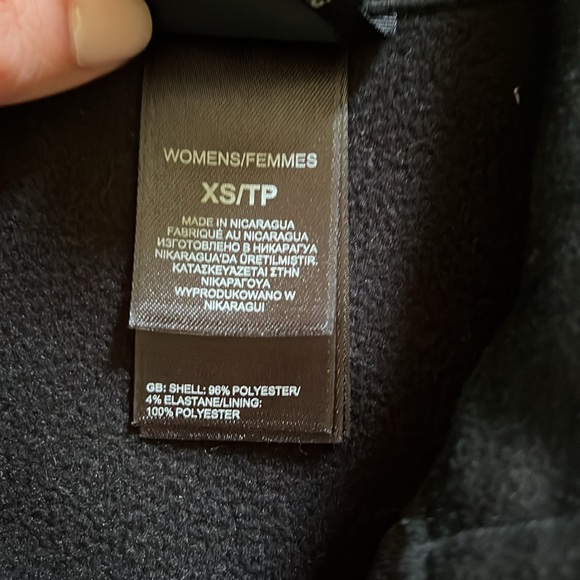 WOMENS/FEMMES
XS/TP
MADE IN NICARAGUA
FABRIQUÉ AU NICARAGUA
ИЗГОТОВЛЕНО В НИКАРАГУА
NIKARAGUA'DA ÜRETILMISTIR.
ΚΑΤΑΣΚΕΥΑΖΕΤΑΙ ΣΤΗΝ
ΝΙΚΑΡΑΓΟΥΑ
WYPRODUKOWANO W
NIKARAGUI
GB: SHELL: 96% POLYESTER/
4% ELASTANE/LINING:
100% POLYESTER